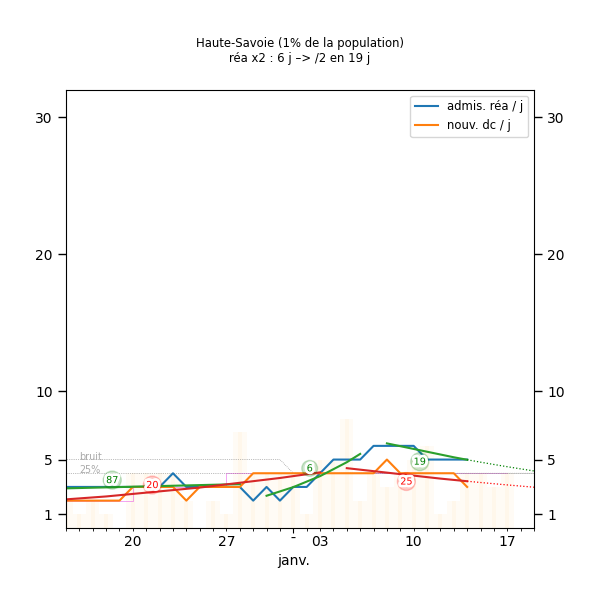 Haute-Savoie (1% de la population)
réa x2 : 6 j –> /2 en 19 j
admis. réa / j
nouv. dc / j
30 30
20 20
10 10
bruit
5 5
25%
87 20 6 19 25
1 1
20 27 - 03 10 17
janv.